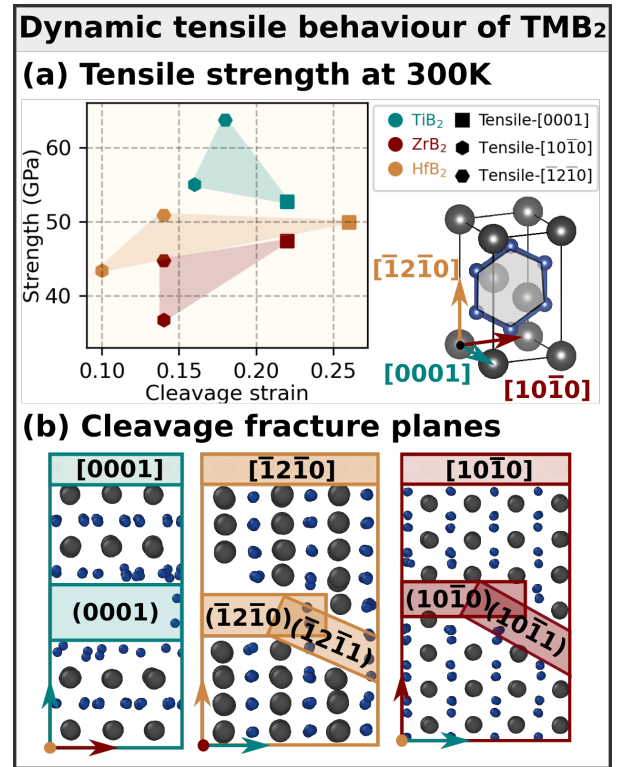 Dynamic tensile behaviour of TMB₂
(a) Tensile strength at 300K
TiB₂
ZrB₂
HfB₂
Tensile-[0001]
Tensile-[101̅0]
Tensile-[1̅21̅0]
60
50
40
Strength (GPa)
0.10 0.15 0.20 0.25
Cleavage strain
[1̅21̅0]
[0001]
[101̅0]
(b) Cleavage fracture planes
[0001] [1̅21̅0] [101̅0]
(0001)
(1̅21̅0)
(1̅21̅1)
(101̅0)
(101̅1)